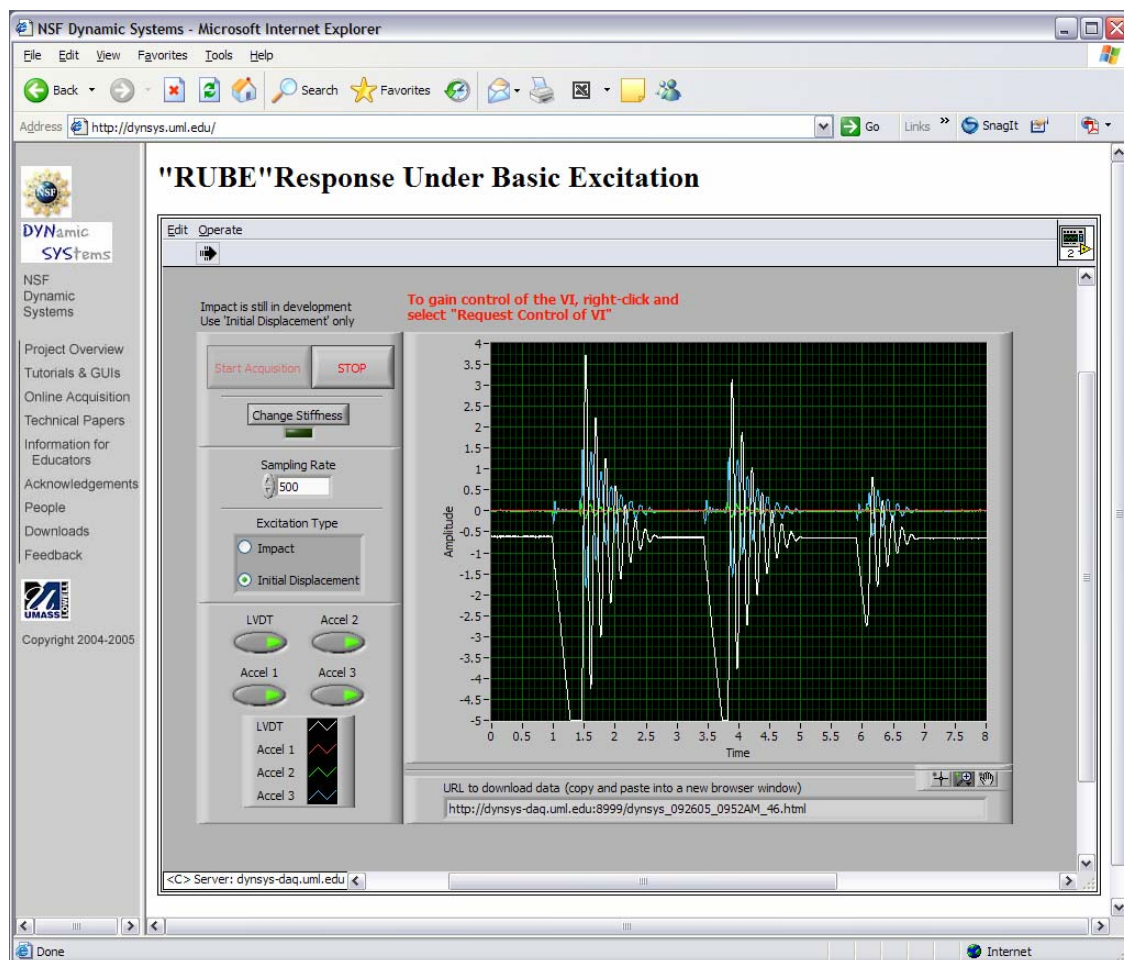 NSF Dynamic Systems - Microsoft Internet Explorer
File Edit View Favorites Tools Help
Back Search Favorites
Address http://dynsys.uml.edu/ Go Links » SnagIt
NSF
DYNamic
SYStems
NSF
Dynamic
Systems
Project Overview
Tutorials & GUIs
Online Acquisition
Technical Papers
Information for
Educators
Acknowledgements
People
Downloads
Feedback
UMASS LOWELL
Copyright 2004-2005
"RUBE"Response Under Basic Excitation
Edit Operate
2
Impact is still in development
Use 'Initial Displacement' only
To gain control of the VI, right-click and
select "Request Control of VI"
Start Acquisition STOP
Change Stiffness
Sampling Rate
500
Excitation Type
Impact
Initial Displacement
LVDT Accel 2
Accel 1 Accel 3
LVDT
Accel 1
Accel 2
Accel 3
Amplitude
4
3.5
3
2.5
2
1.5
1
0.5
0
-0.5
-1
-1.5
-2
-2.5
-3
-3.5
-4
-4.5
-5
0 0.5 1 1.5 2 2.5 3 3.5 4 4.5 5 5.5 6 6.5 7 7.5 8
Time
URL to download data (copy and paste into a new browser window)
http://dynsys-daq.uml.edu:8999/dynsys_092605_0952AM_46.html
<C> Server: dynsys-daq.uml.edu
Done Internet